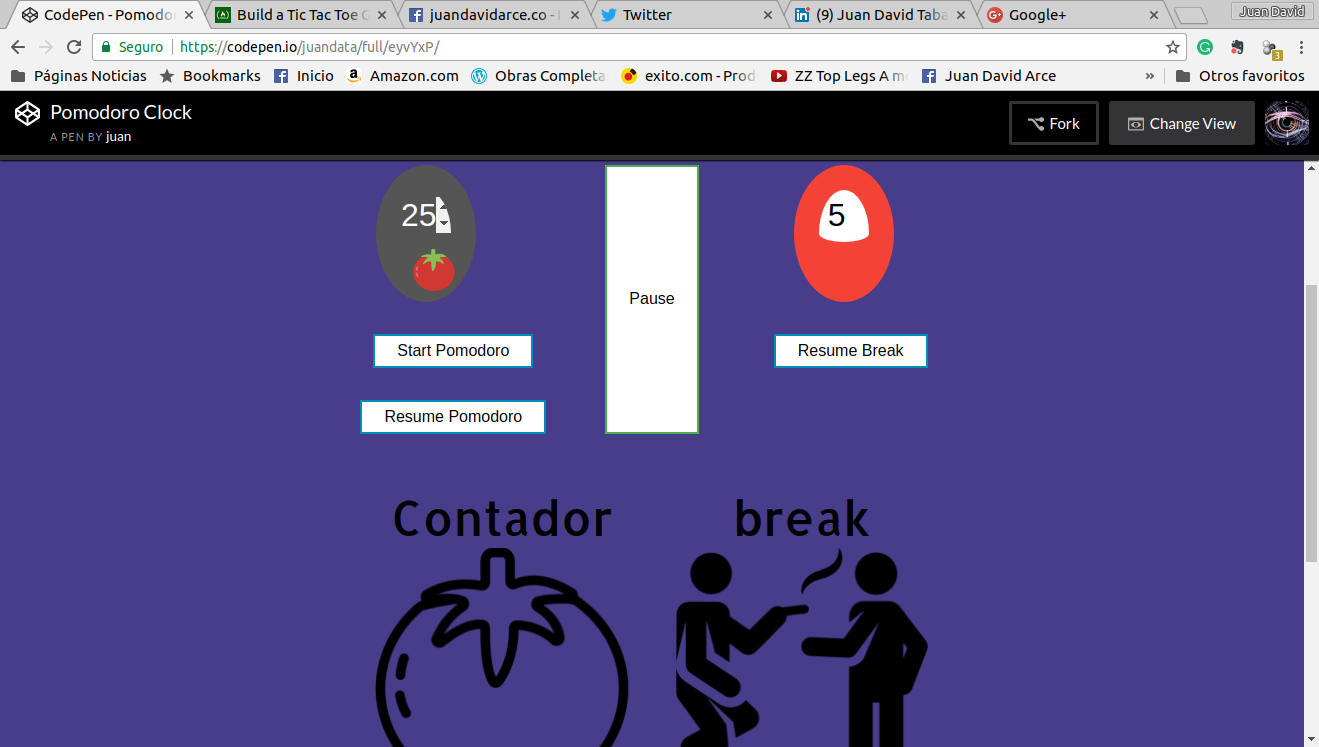 CodePen - Pomodo
Build a Tic Tac Toe G
juandavidarce.co -
Twitter
(9) Juan David Taba
Google+
Juan David
Seguro
https://codepen.io/juandata/full/eyvYxP/
3
Páginas Noticias
Bookmarks
Inicio
Amazon.com
Obras Completa
exito.com - Prod
ZZ Top Legs A m
Juan David Arce
»
Otros favoritos
Pomodoro Clock
A PEN BY juan
Fork
Change View
25
Pause
5
Start Pomodoro
Resume Break
Resume Pomodoro
Contador
break